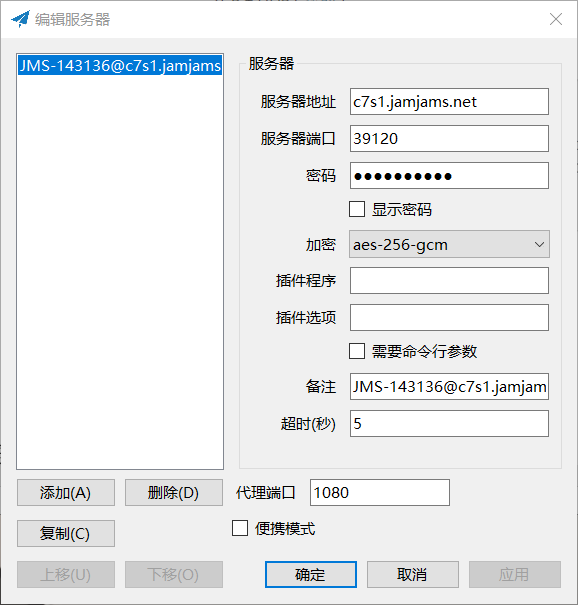 编辑服务器
JMS-143136@c7s1.jamjams
服务器
服务器地址 c7s1.jamjams.net
服务器端口 39120
密码 ●●●●●●●●●●
显示密码
加密 aes-256-gcm
插件程序
插件选项
需要命令行参数
备注 JMS-143136@c7s1.jamjam
超时(秒) 5
添加(A) 删除(D) 代理端口 1080
复制(C) 便携模式
上移(U) 下移(O) 确定 取消 应用